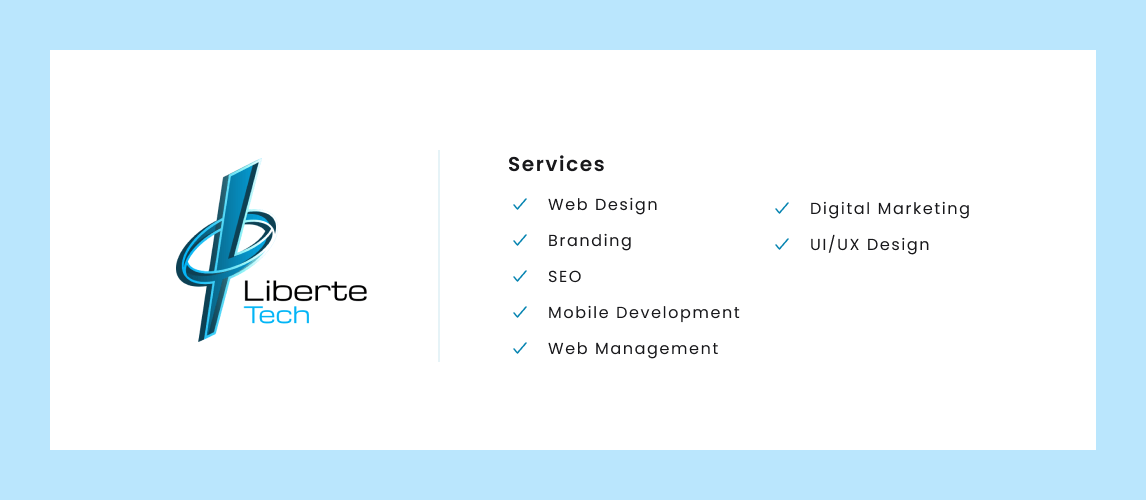 Liberte
Tech
Services
Web Design
Branding
SEO
Mobile Development
Web Management
Digital Marketing
UI/UX Design